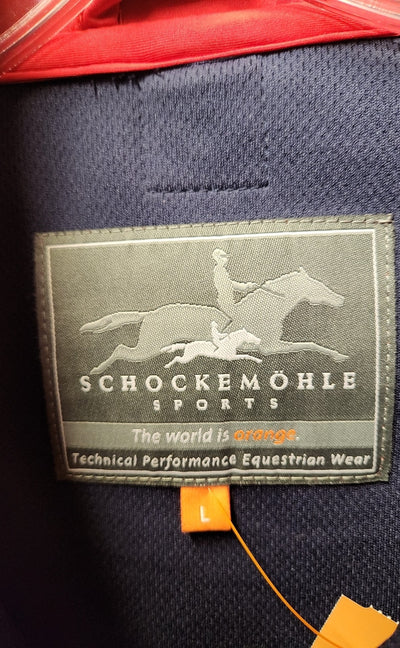 SCHOCKEMÖHLE
SPORTS
The world is orange.
Technical Performance Equestrian Wear
L